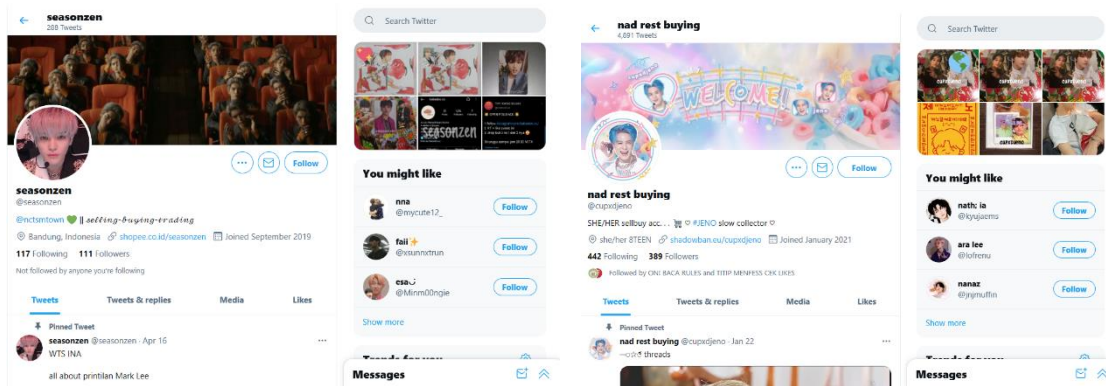 seasonzen
288 Tweets
Follow
seasonzen
@seasonzen
@nctsmtown 💚 || 𝓈𝑒𝓁𝓁𝒾𝓃𝑔-𝒷𝓊𝓎𝒾𝓃𝑔-𝓉𝓇𝒶𝒹𝒾𝓃𝑔
Bandung, Indonesia shopee.co.id/seasonzen Joined September 2019
117 Following 111 Followers
Not followed by anyone you're following
Tweets Tweets & replies Media Likes
Pinned Tweet
seasonzen @seasonzen · Apr 16
WTS INA
all about printilan Mark Lee
Search Twitter
seasonzen
You might like
nna
@mycute12_
Follow
faii✨
@xsunnxtrun
Follow
esa
@Minm00ngie
Follow
Show more
Trends for you
Messages
nad rest buying
4,691 Tweets
WELCOME!
Follow
nad rest buying
@cupxdjeno
SHE/HER sellbuy acc. . . 🛒 ♡ #JENO slow collector ♡
she/her 8TEEN shadowban.eu/cupxdjeno Joined January 2021
442 Following 389 Followers
Followed by ONI BACA RULES and TITIP MENFESS CEK LIKES
Tweets Tweets & replies Media Likes
Pinned Tweet
nad rest buying @cupxdjeno · Jan 22
threads
Search Twitter
You might like
nath; ia
@kyujaems
Follow
ara lee
@lofrenu
Follow
nanaz
@jnjmuffin
Follow
Show more
Trends for you
Messages